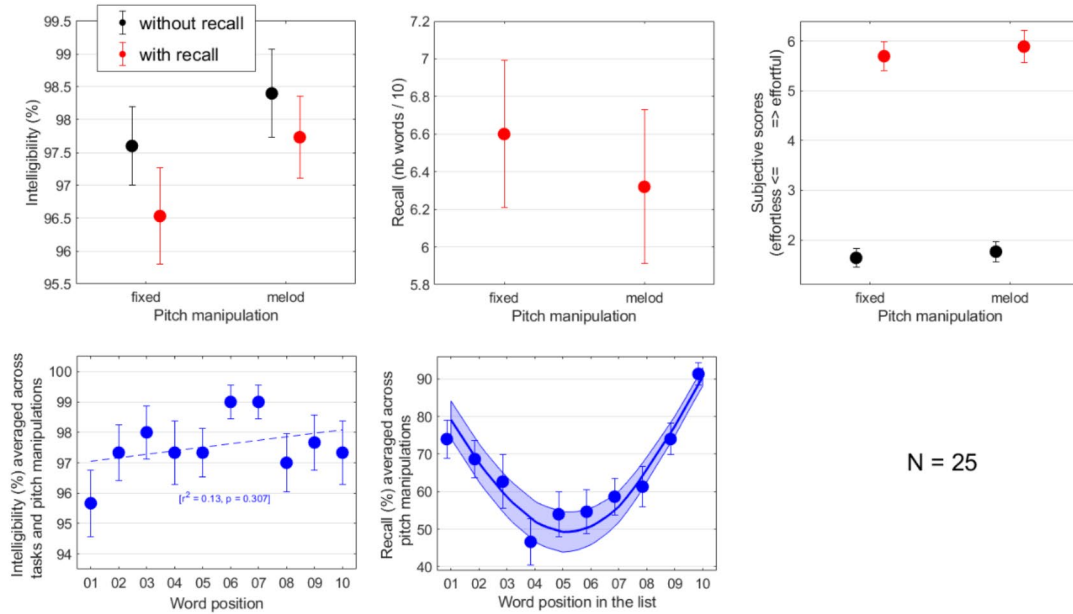 99.5
99
98.5
98
97.5
97
96.5
96
95.5
Intelligibility (%)
without recall
with recall
fixed melod
Pitch manipulation
7.2
7
6.8
6.6
6.4
6.2
6
5.8
Recall (nb words / 10)
fixed melod
Pitch manipulation
6
5
4
3
2
Subjective scores
(effortless <= => effortful)
fixed melod
Pitch manipulation
100
99
98
97
96
95
94
Intelligibility (%) averaged across
tasks and pitch manipulations
[r² = 0.13, p = 0.307]
01 02 03 04 05 06 07 08 09 10
Word position
90
80
70
60
50
40
Recall (%) averaged across
pitch manipulations
01 02 03 04 05 06 07 08 09 10
Word position in the list
N = 25